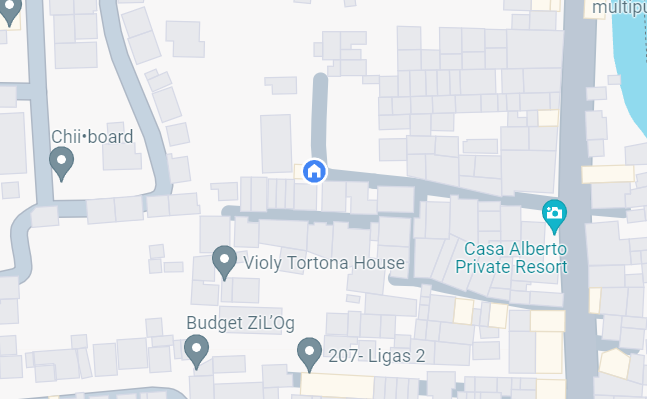 multipu
Chii•board
Casa Alberto
Private Resort
Violy Tortona House
Budget ZiL'Og
207- Ligas 2